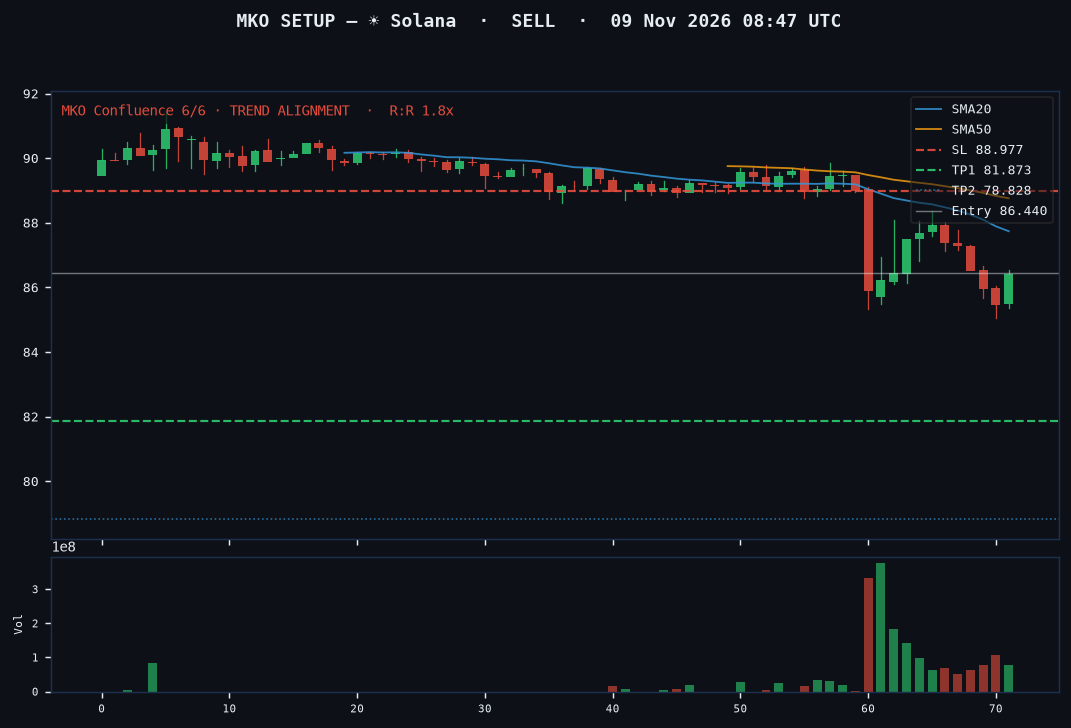 MKO SETUP — ☀ Solana · SELL · 09 Nov 2026 08:47 UTC
MKO Confluence 6/6 · TREND ALIGNMENT · R:R 1.8x
SMA20
SMA50
SL 88.977
TP1 81.873
TP2 78.828
Entry 86.440
92
90
88
86
84
82
80
1e8
Vol
3
2
1
0
0 10 20 30 40 50 60 70